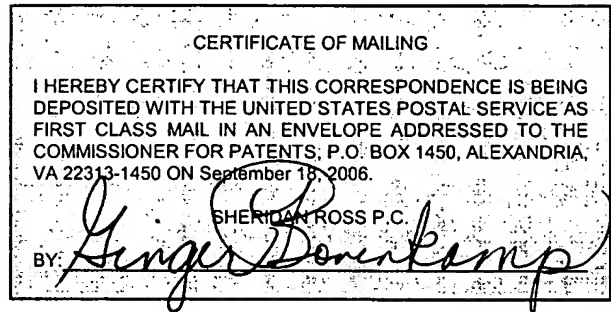 CERTIFICATE OF MAILING
I HEREBY CERTIFY THAT THIS CORRESPONDENCE IS BEING
DEPOSITED WITH THE UNITED STATES POSTAL SERVICE AS
FIRST CLASS MAIL IN AN ENVELOPE ADDRESSED TO THE
COMMISSIONER FOR PATENTS, P.O. BOX 1450, ALEXANDRIA,
VA 22313-1450 ON September 18, 2006.
SHERIDAN ROSS P.C.
BY: Ginger Bovenkamp